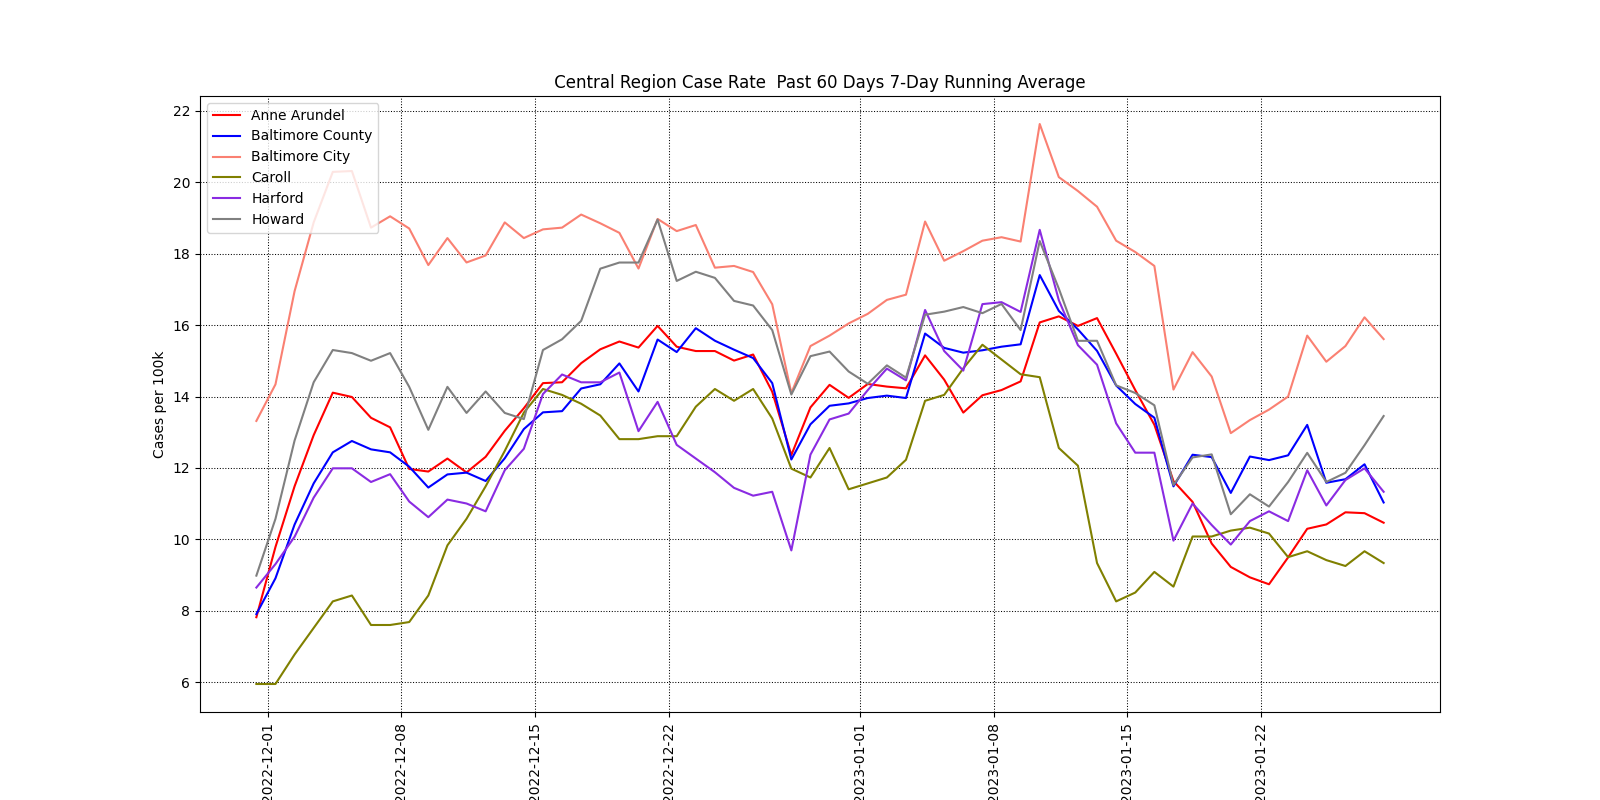 Central Region Case Rate  Past 60 Days 7-Day Running Average
Anne Arundel
Baltimore County
Baltimore City
Caroll
Harford
Howard
Cases per 100k
22
20
18
16
14
12
10
8
6
2022-12-01
2022-12-08
2022-12-15
2022-12-22
2023-01-01
2023-01-08
2023-01-15
2023-01-22